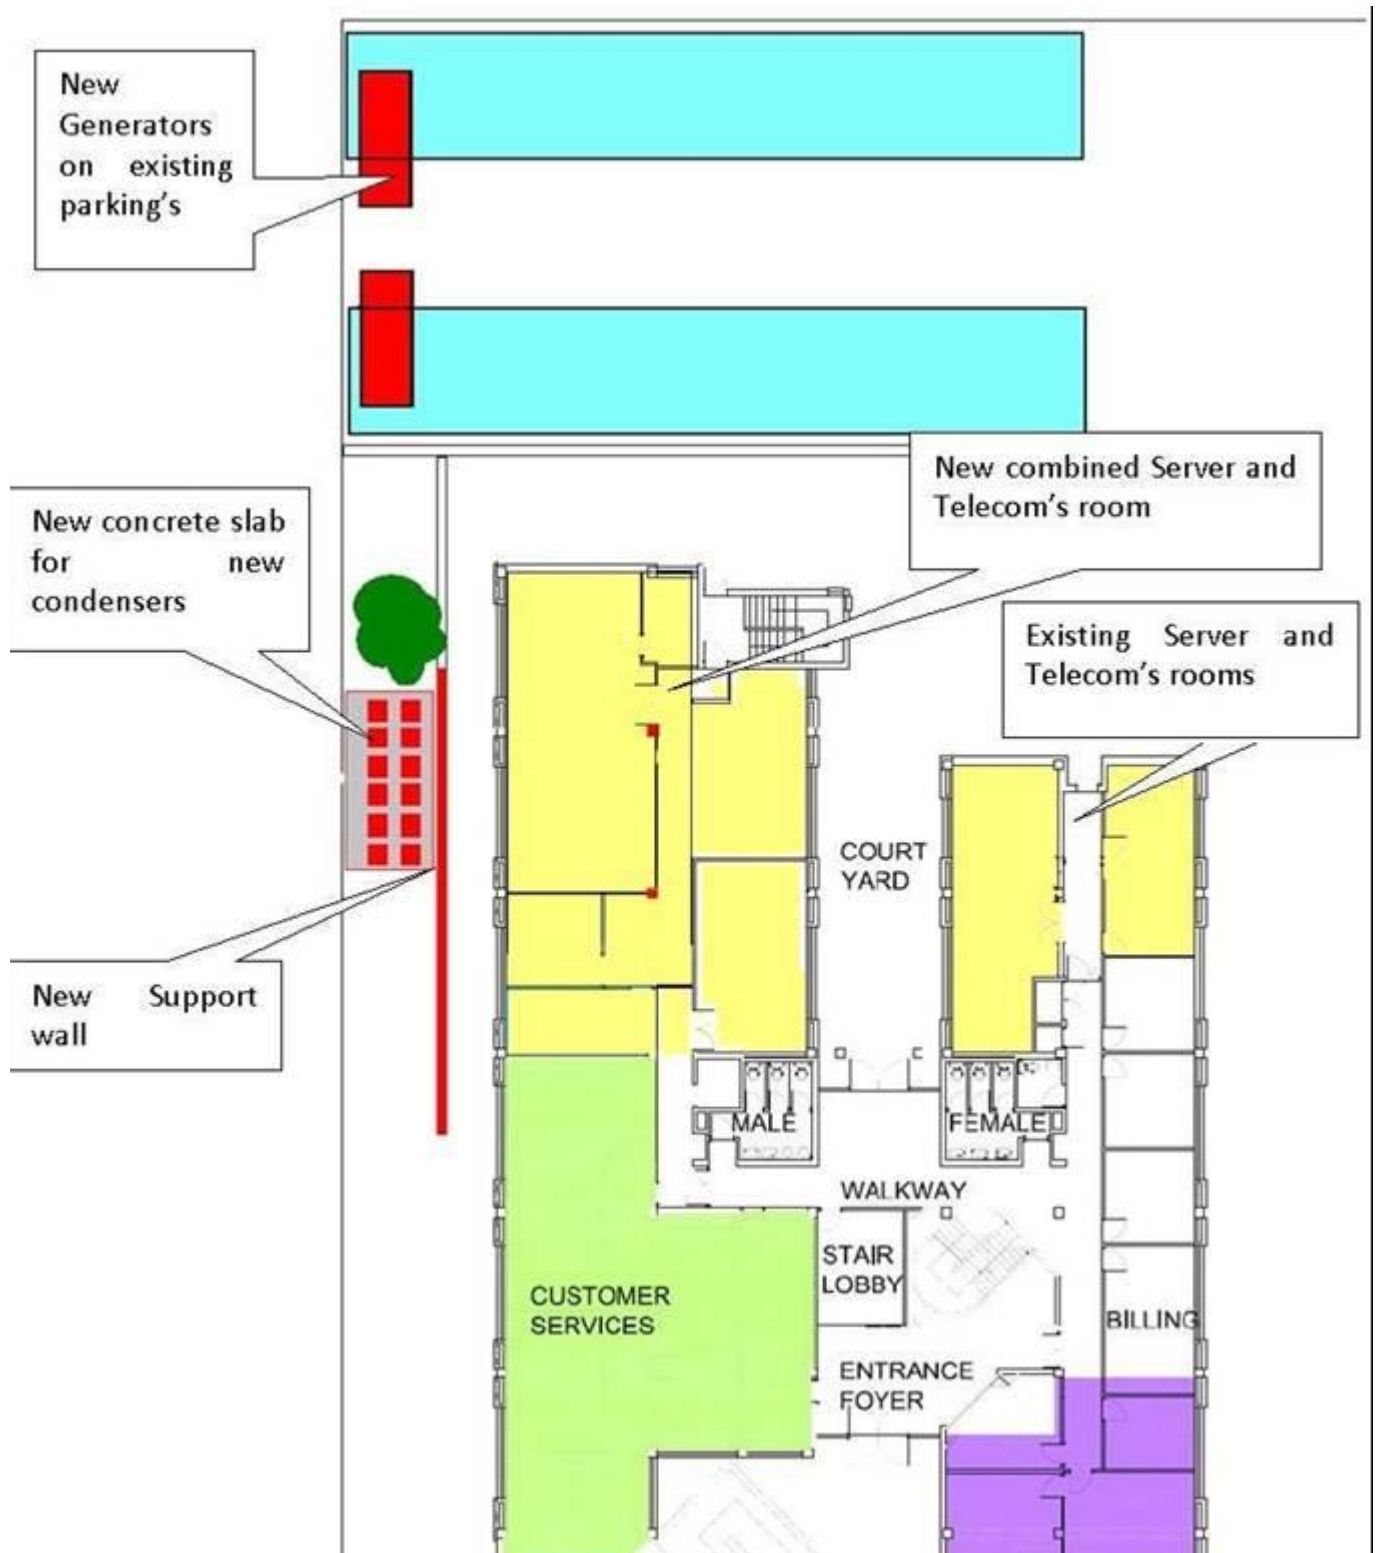 New
Generators
on existing
parking's
New combined Server and
Telecom's room
New concrete slab
for new
condensers
Existing Server and
Telecom's rooms
COURT
YARD
New Support
wall
MALE
FEMALE
WALKWAY
STAIR
LOBBY
CUSTOMER
SERVICES
BILLING
ENTRANCE
FOYER